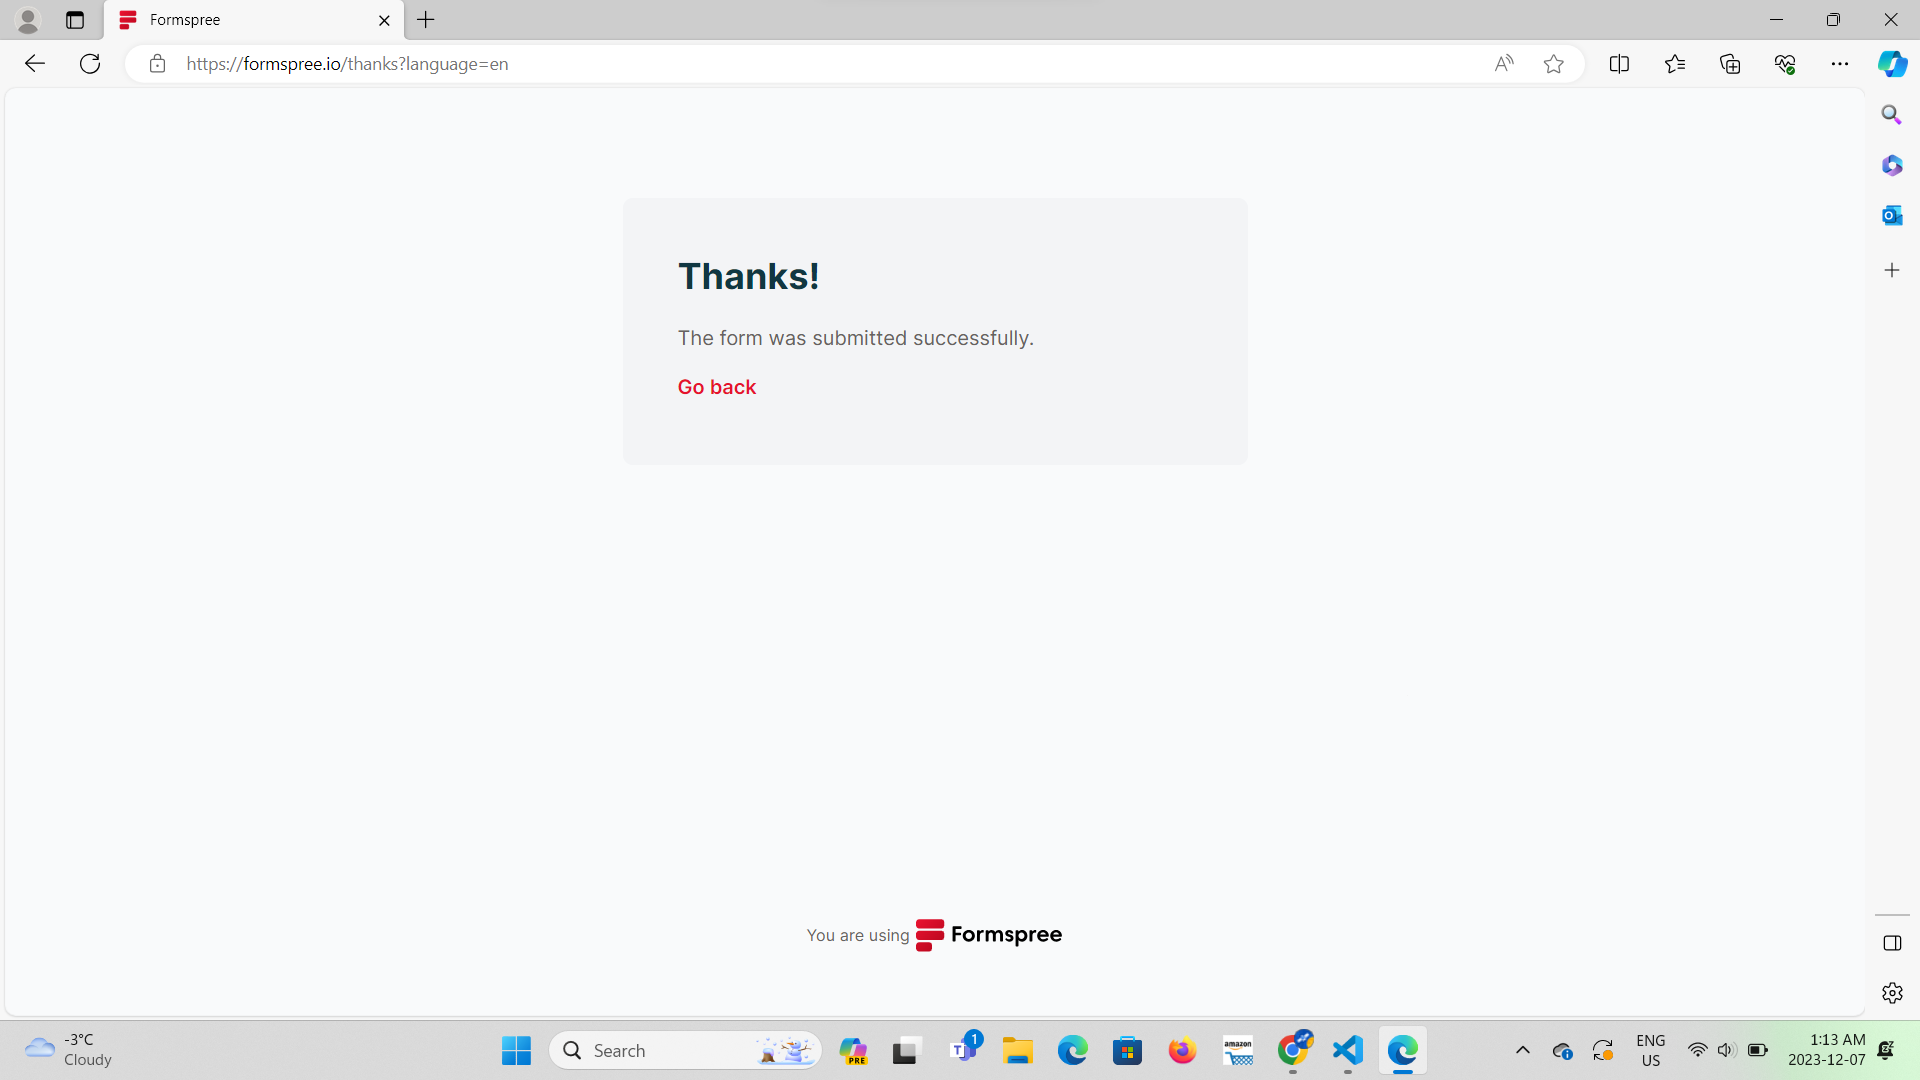 Formspree
https://formspree.io/thanks?language=en
Thanks!
The form was submitted successfully.
Go back
You are using Formspree
-3°C
Cloudy
Search
PRE
1
amazon
ENG
US
1:13 AM
2023-12-07